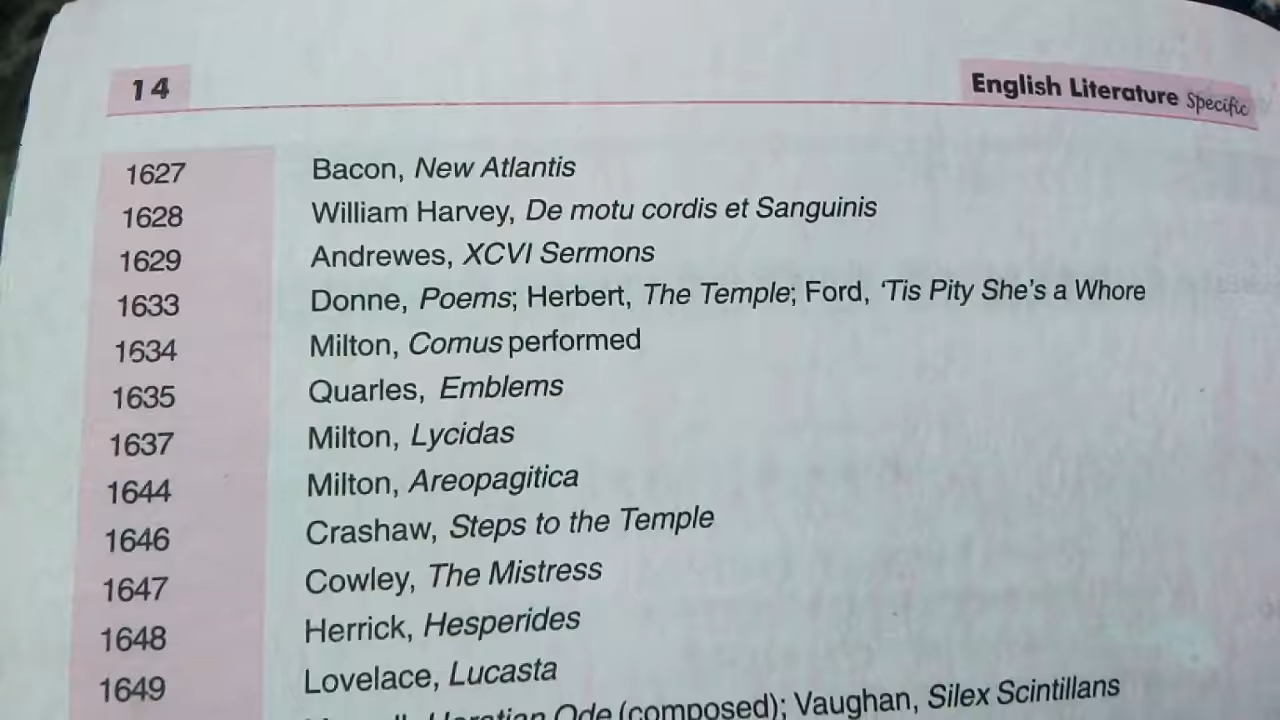 14
English Literature Specific
1627 Bacon, New Atlantis
1628 William Harvey, De motu cordis et Sanguinis
1629 Andrewes, XCVI Sermons
1633 Donne, Poems; Herbert, The Temple; Ford, ‘Tis Pity She’s a Whore
1634 Milton, Comus performed
1635 Quarles, Emblems
1637 Milton, Lycidas
1644 Milton, Areopagitica
1646 Crashaw, Steps to the Temple
1647 Cowley, The Mistress
1648 Herrick, Hesperides
1649 Lovelace, Lucasta
Horatian Ode (composed); Vaughan, Silex Scintillans